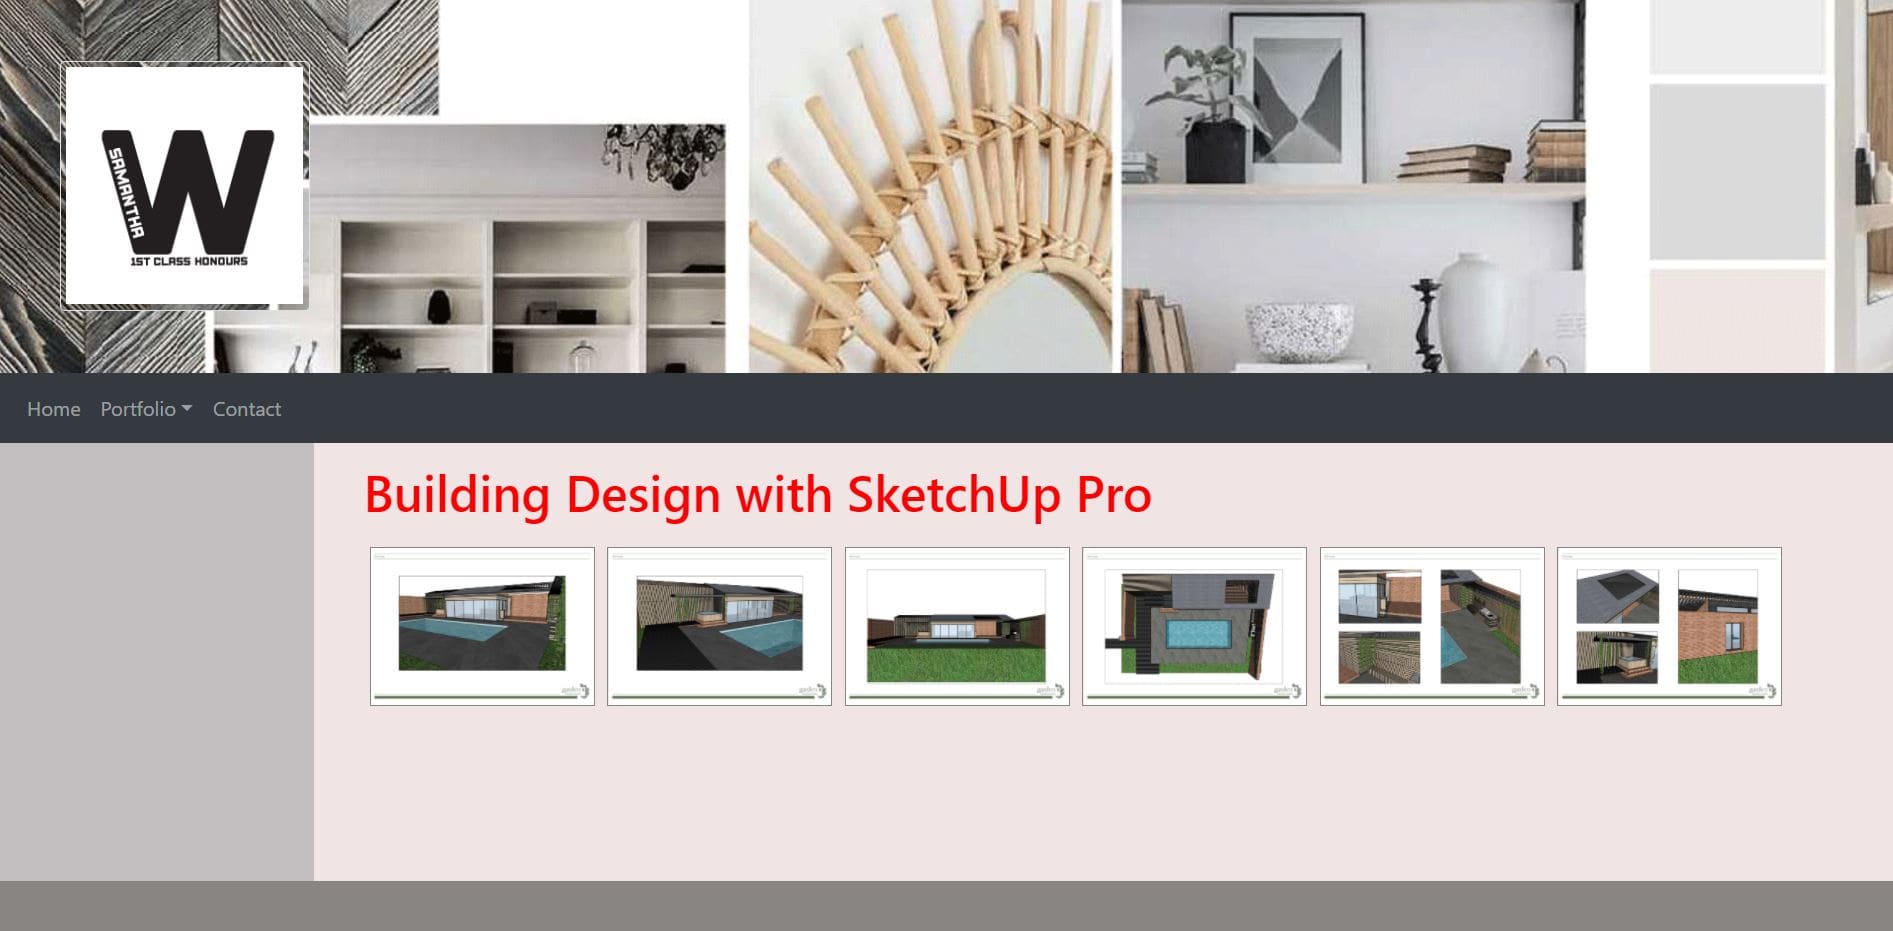 SAMANTHA
1ST CLASS HONOURS
Home Portfolio Contact
Building Design with SketchUp Pro